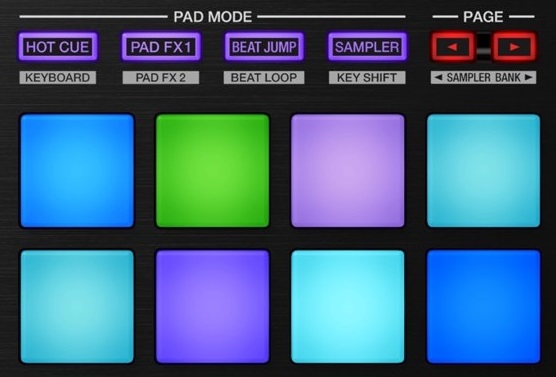 PAD MODE
PAGE
HOT CUE
PAD FX1
BEAT JUMP
SAMPLER
KEYBOARD
PAD FX 2
BEAT LOOP
KEY SHIFT
◄ SAMPLER BANK ►